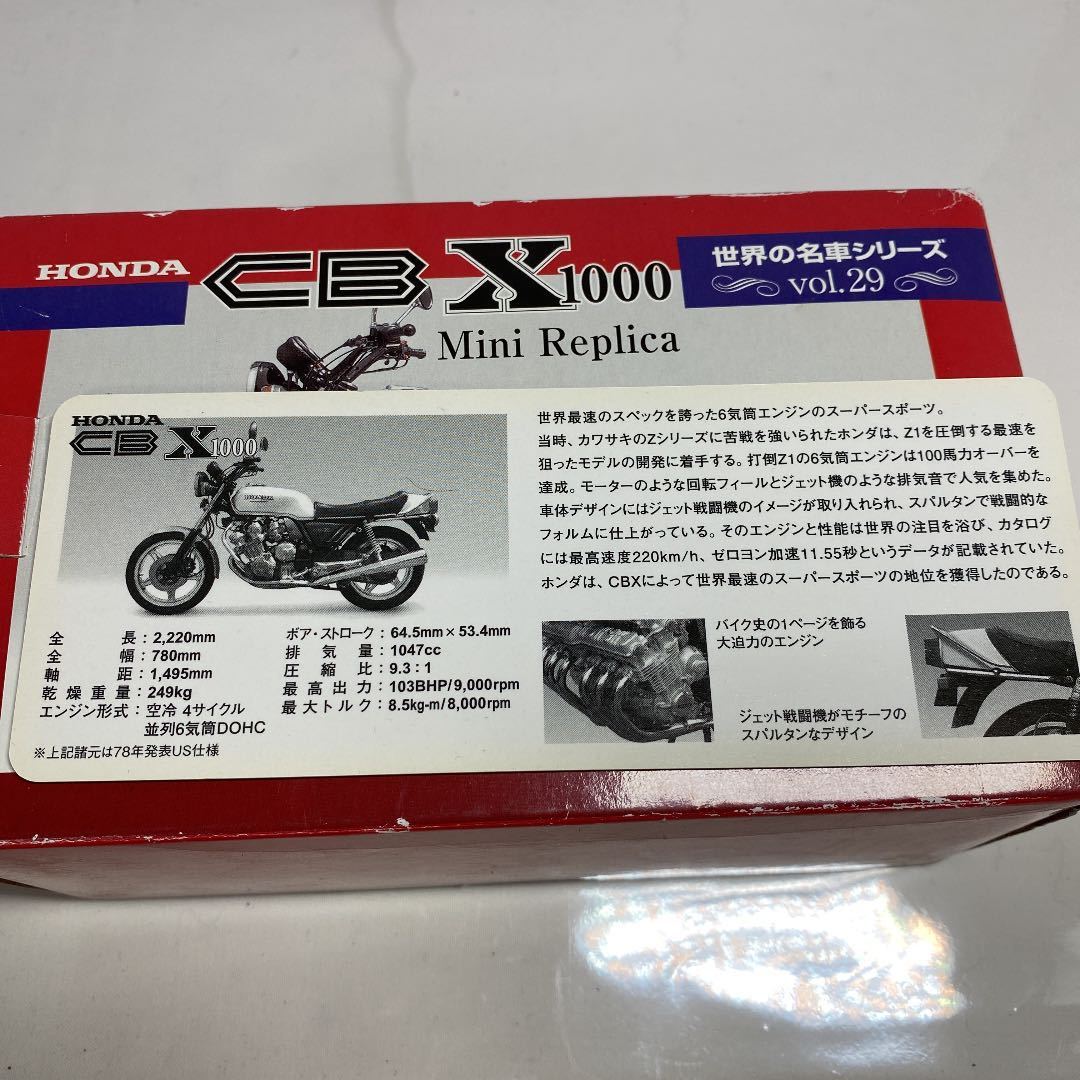 HONDA
CB X1000
世界の名車シリーズ
vol.29
Mini Replica
HONDA
CB X1000
世界最速のスペックを誇った6気筒エンジンのスーパースポーツ。
当時、カワサキのZシリーズに苦戦を強いられたホンダは、Z1を圧倒する最速を
狙ったモデルの開発に着手する。打倒Z1の6気筒エンジンは100馬力オーバーを
達成。モーターのような回転フィールとジェット機のような排気音で人気を集めた。
車体デザインにはジェット戦闘機のイメージが取り入れられ、スパルタンで戦闘的な
フォルムに仕上がっている。そのエンジンと性能は世界の注目を浴び、カタログ
には最高速度220km/h、ゼロヨン加速11.55秒というデータが記載されていた。
ホンダは、CBXによって世界最速のスーパースポーツの地位を獲得したのである。
全長：2,220mm
全幅：780mm
軸距：1,495mm
乾燥重量：249kg
エンジン形式：空冷 4サイクル
並列6気筒DOHC
※上記諸元は78年発表US仕様
ボア・ストローク：64.5mm×53.4mm
排気量：1047cc
圧縮比：9.3：1
最高出力：103BHP/9,000rpm
最大トルク：8.5kg-m/8,000rpm
バイク史の1ページを飾る
大迫力のエンジン
ジェット戦闘機がモチーフの
スパルタンなデザイン